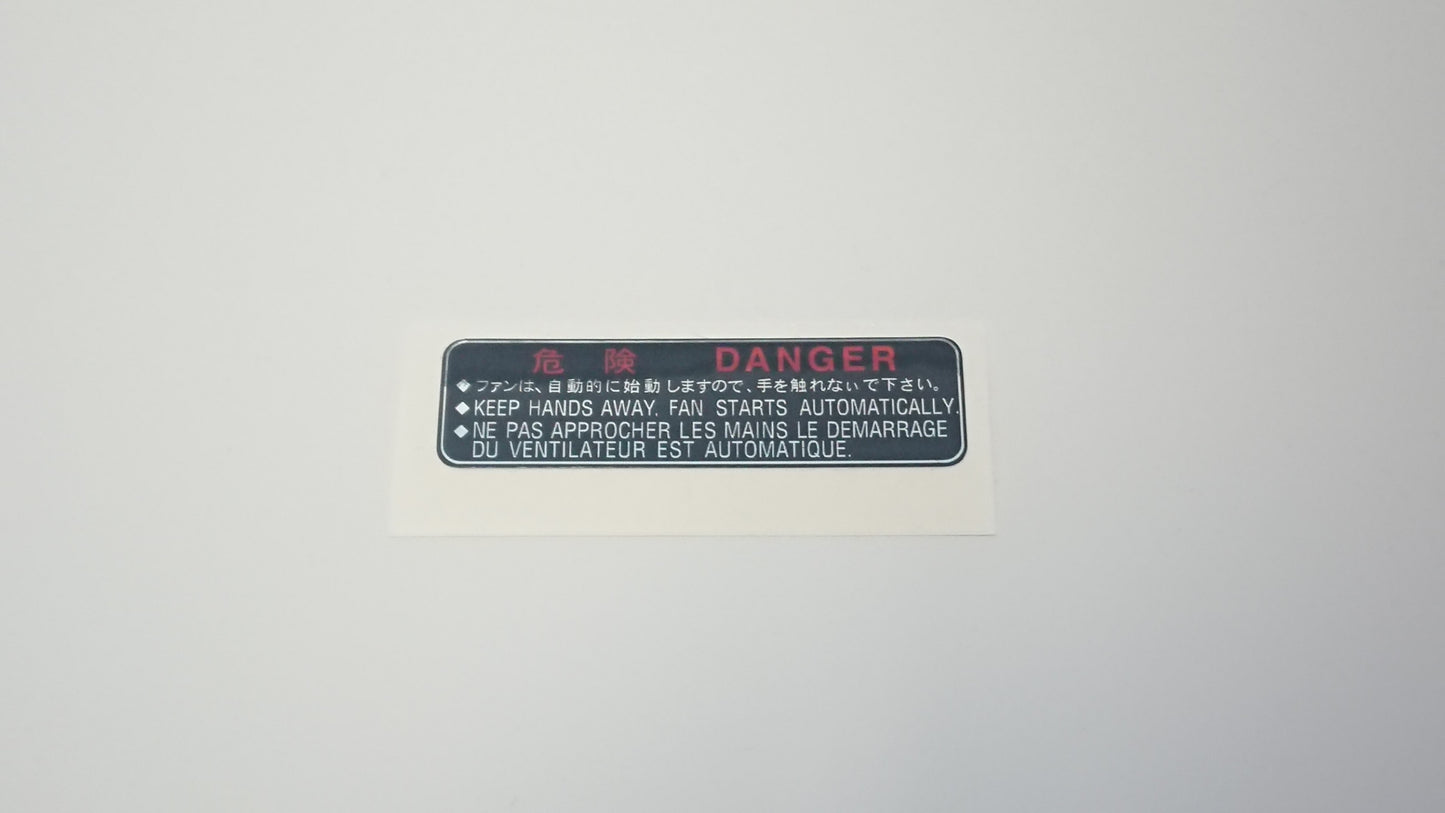 危 険 DANGER
◆ファンは、自動的に始動しますので、手を触れないで下さい。
◆KEEP HANDS AWAY. FAN STARTS AUTOMATICALLY.
◆NE PAS APPROCHER LES MAINS LE DEMARRAGE
DU VENTILATEUR EST AUTOMATIQUE.